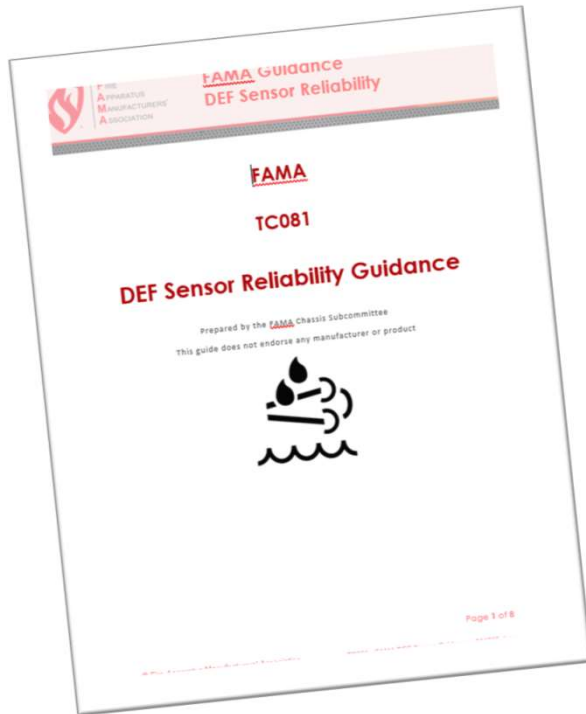 FIRE
APPARATUS
MANUFACTURERS'
ASSOCIATION
FAMA Guidance
DEF Sensor Reliability
FAMA
TC081
DEF Sensor Reliability Guidance
Prepared by the FAMA Chassis Subcommittee
This guide does not endorse any manufacturer or product
Page 1 of 8